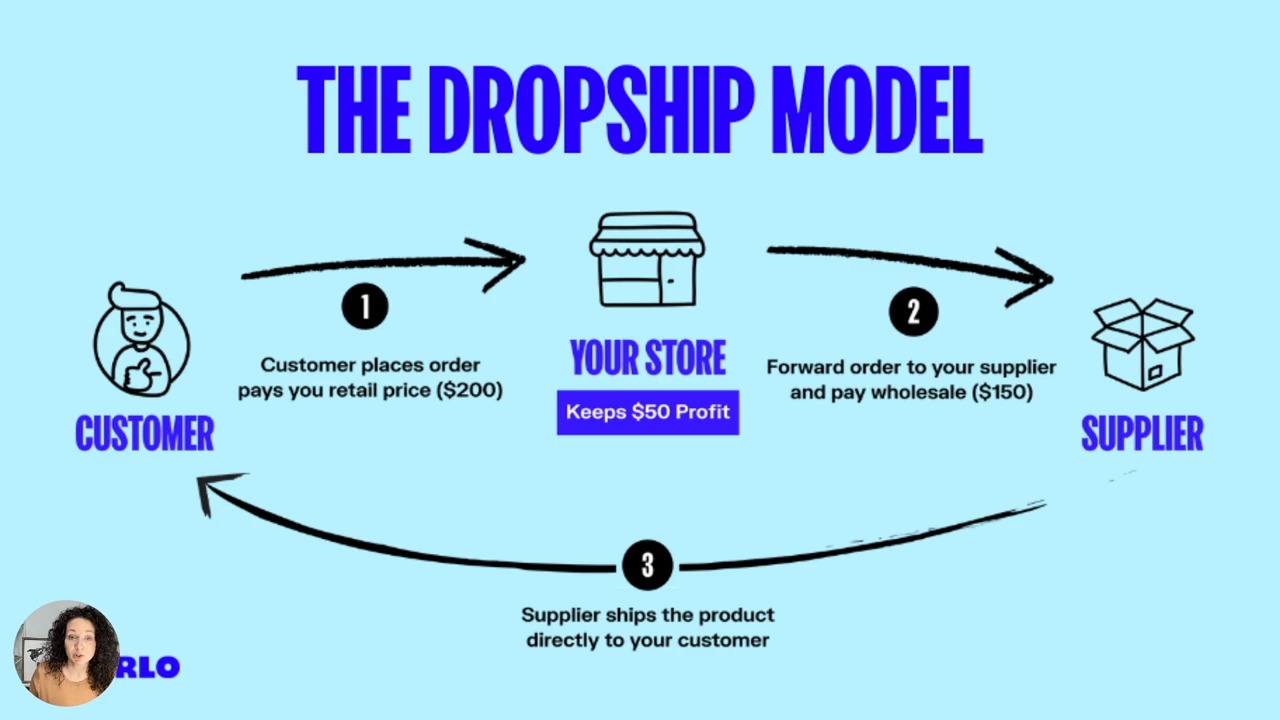 THE DROPSHIP MODEL
1
Customer places order
pays you retail price ($200)
CUSTOMER
YOUR STORE
Keeps $50 Profit
2
Forward order to your supplier
and pay wholesale ($150)
SUPPLIER
3
Supplier ships the product
directly to your customer
RLO